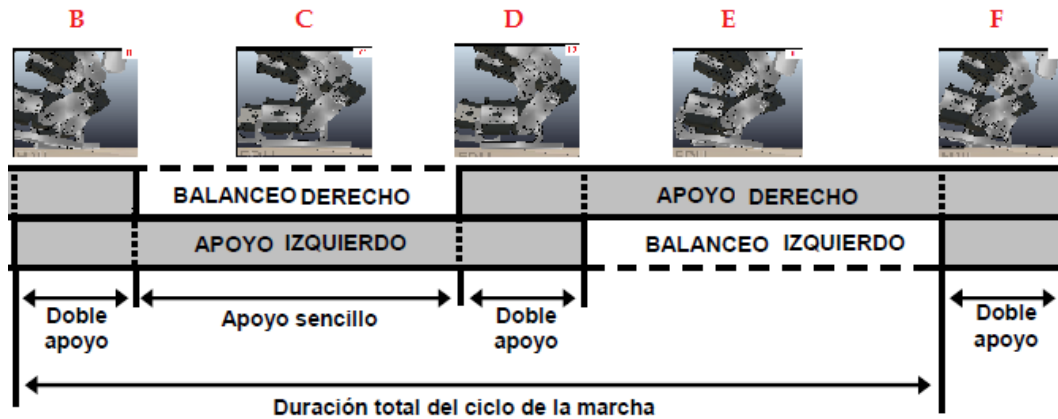 B C D E F
BALANCEO DERECHO APOYO DERECHO
APOYO IZQUIERDO BALANCEO IZQUIERDO
Doble apoyo
Apoyo sencillo
Doble apoyo
Doble apoyo
Duración total del ciclo de la marcha